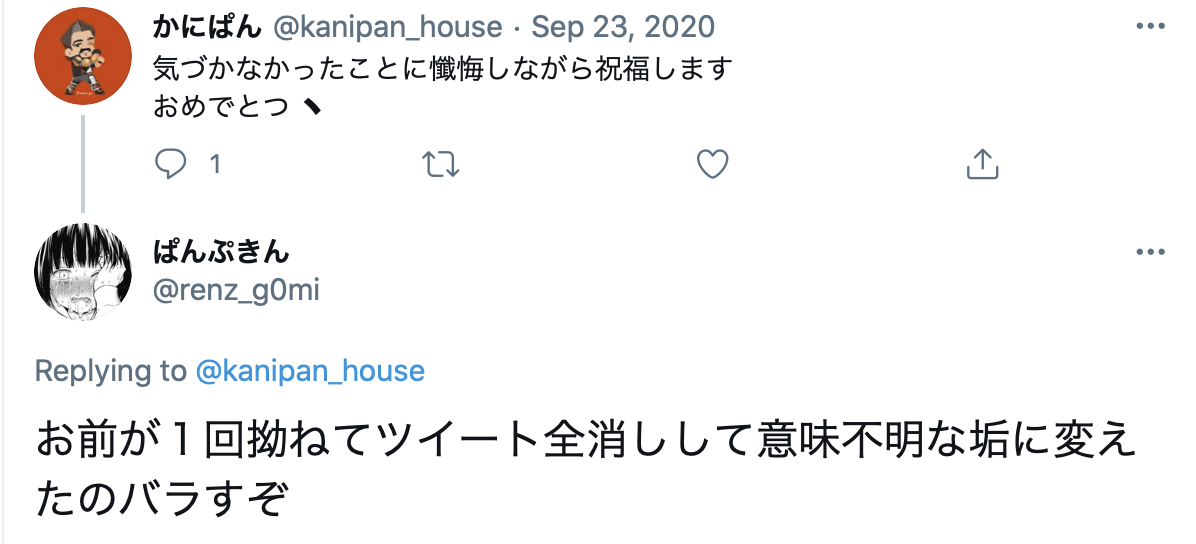 かにぱん @kanipan_house · Sep 23, 2020
気づかなかったことに懺悔しながら祝福します
おめでとつ ヽ
1
ぱんぷきん
@renz_g0mi
Replying to @kanipan_house
お前が１回拗ねてツイート全消しして意味不明な垢に変え
たのバラすぞ